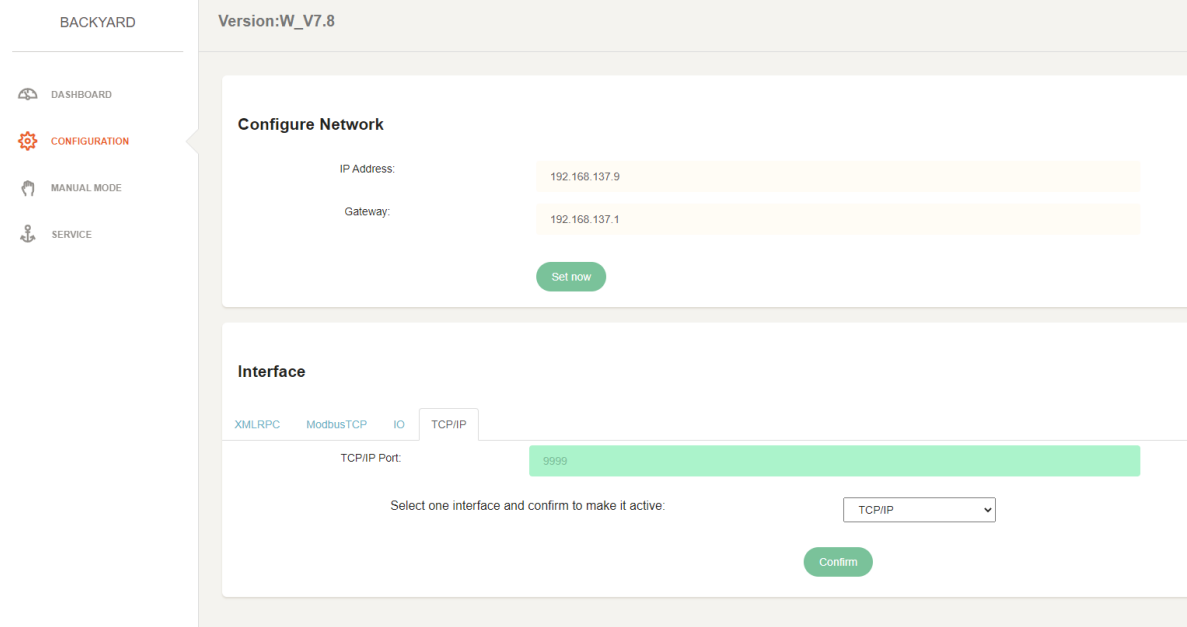 BACKYARD
Version:W_V7.8
DASHBOARD
CONFIGURATION
MANUAL MODE
SERVICE
Configure Network
IP Address:
192.168.137.9
Gateway:
192.168.137.1
Set now
Interface
XMLRPC ModbusTCP IO TCP/IP
TCP/IP Port:
9999
Select one interface and confirm to make it active:
TCP/IP
Confirm